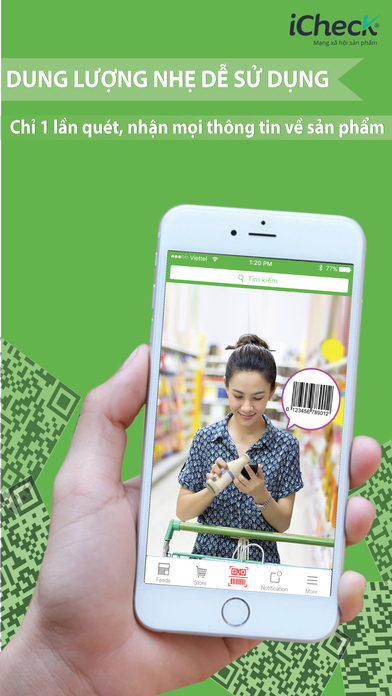 iCheck
Mạng xã hội sản phẩm
DUNG LƯỢNG NHẸ DỄ SỬ DỤNG
Chỉ 1 lần quét, nhận mọi thông tin về sản phẩm
Viettel 1:20 PM 77%
Tìm kiếm
0 123456 789012
Feeds Store Notification More